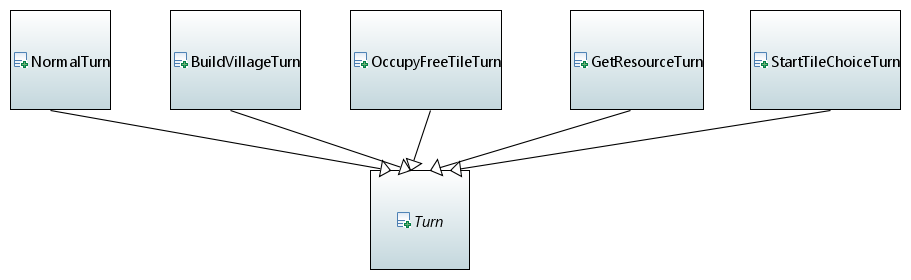 NormalTurn
BuildVillageTurn
OccupyFreeTileTurn
GetResourceTurn
StartTileChoiceTurn
Turn